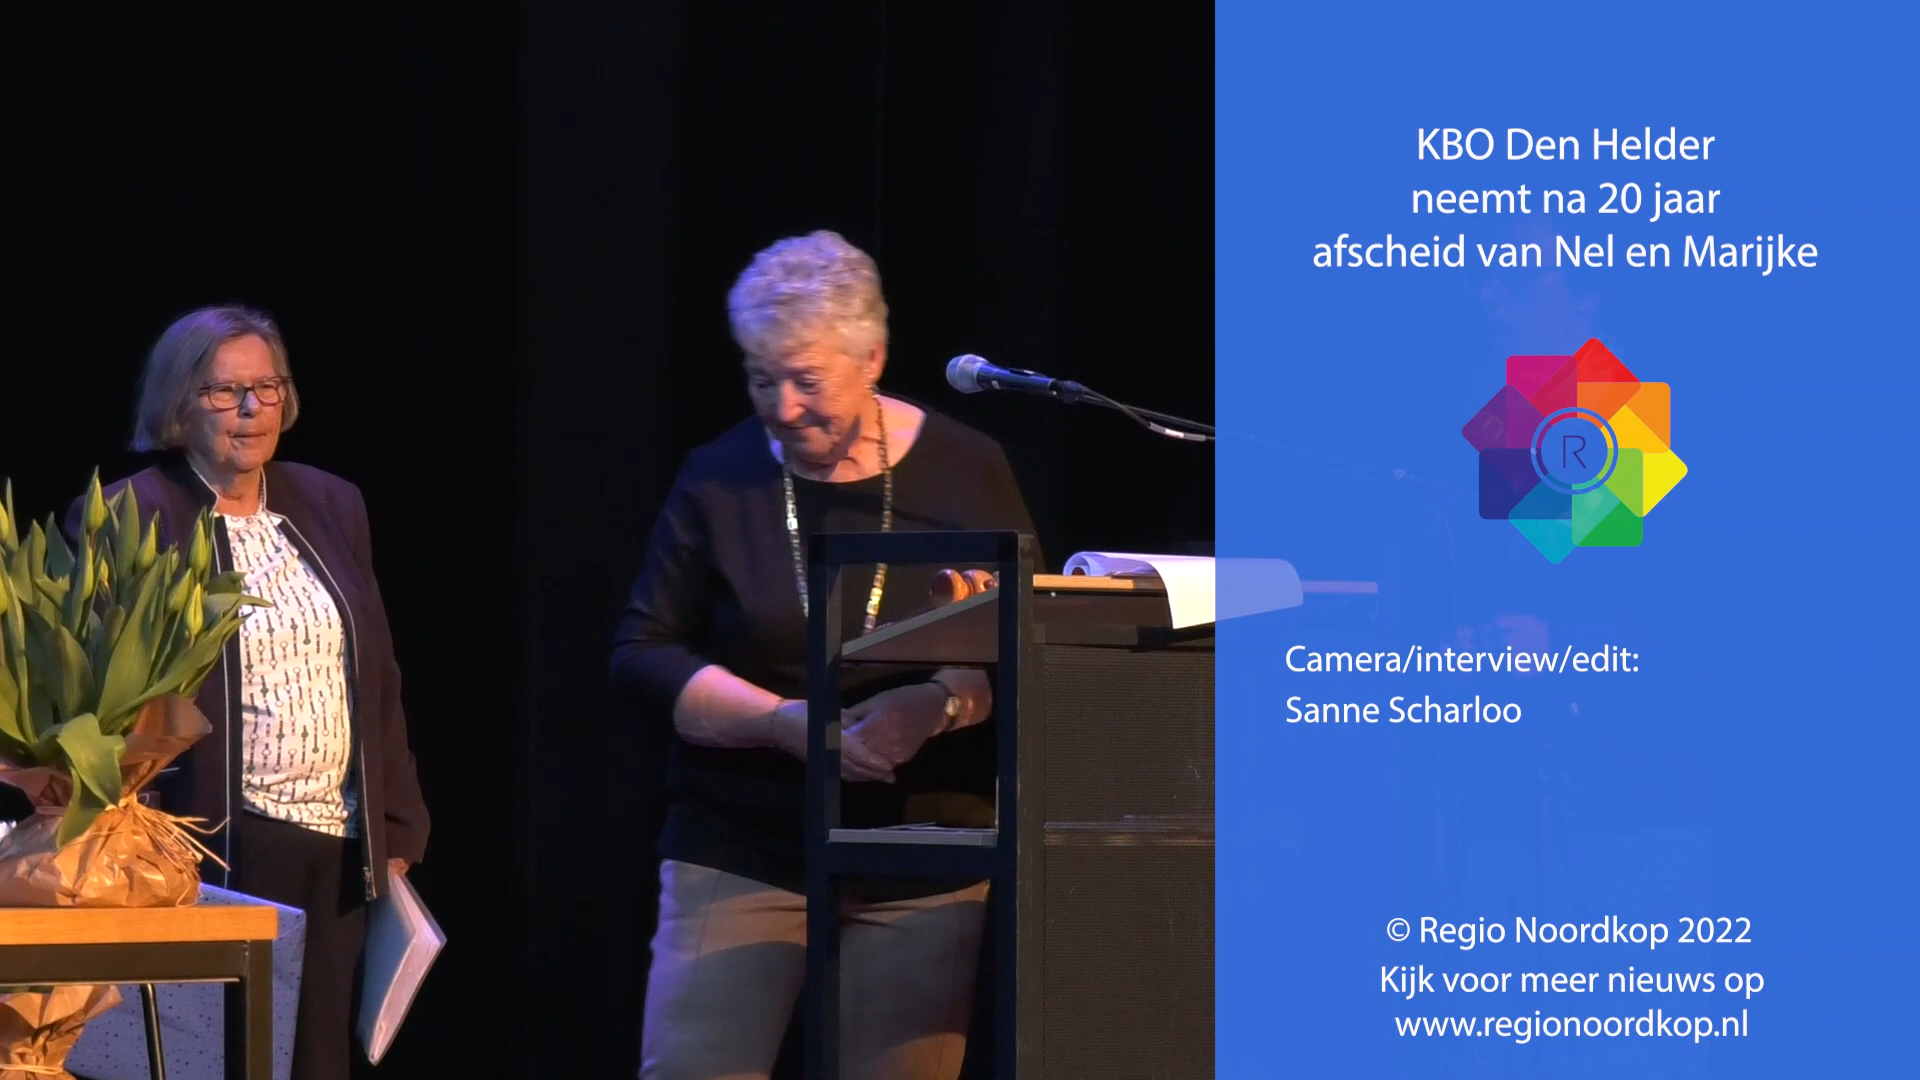 KBO Den Helder
neemt na 20 jaar
afscheid van Nel en Marijke
R
Camera/interview/edit:
Sanne Scharloo
© Regio Noordkop 2022
Kijk voor meer nieuws op
www.regionoordkop.nl